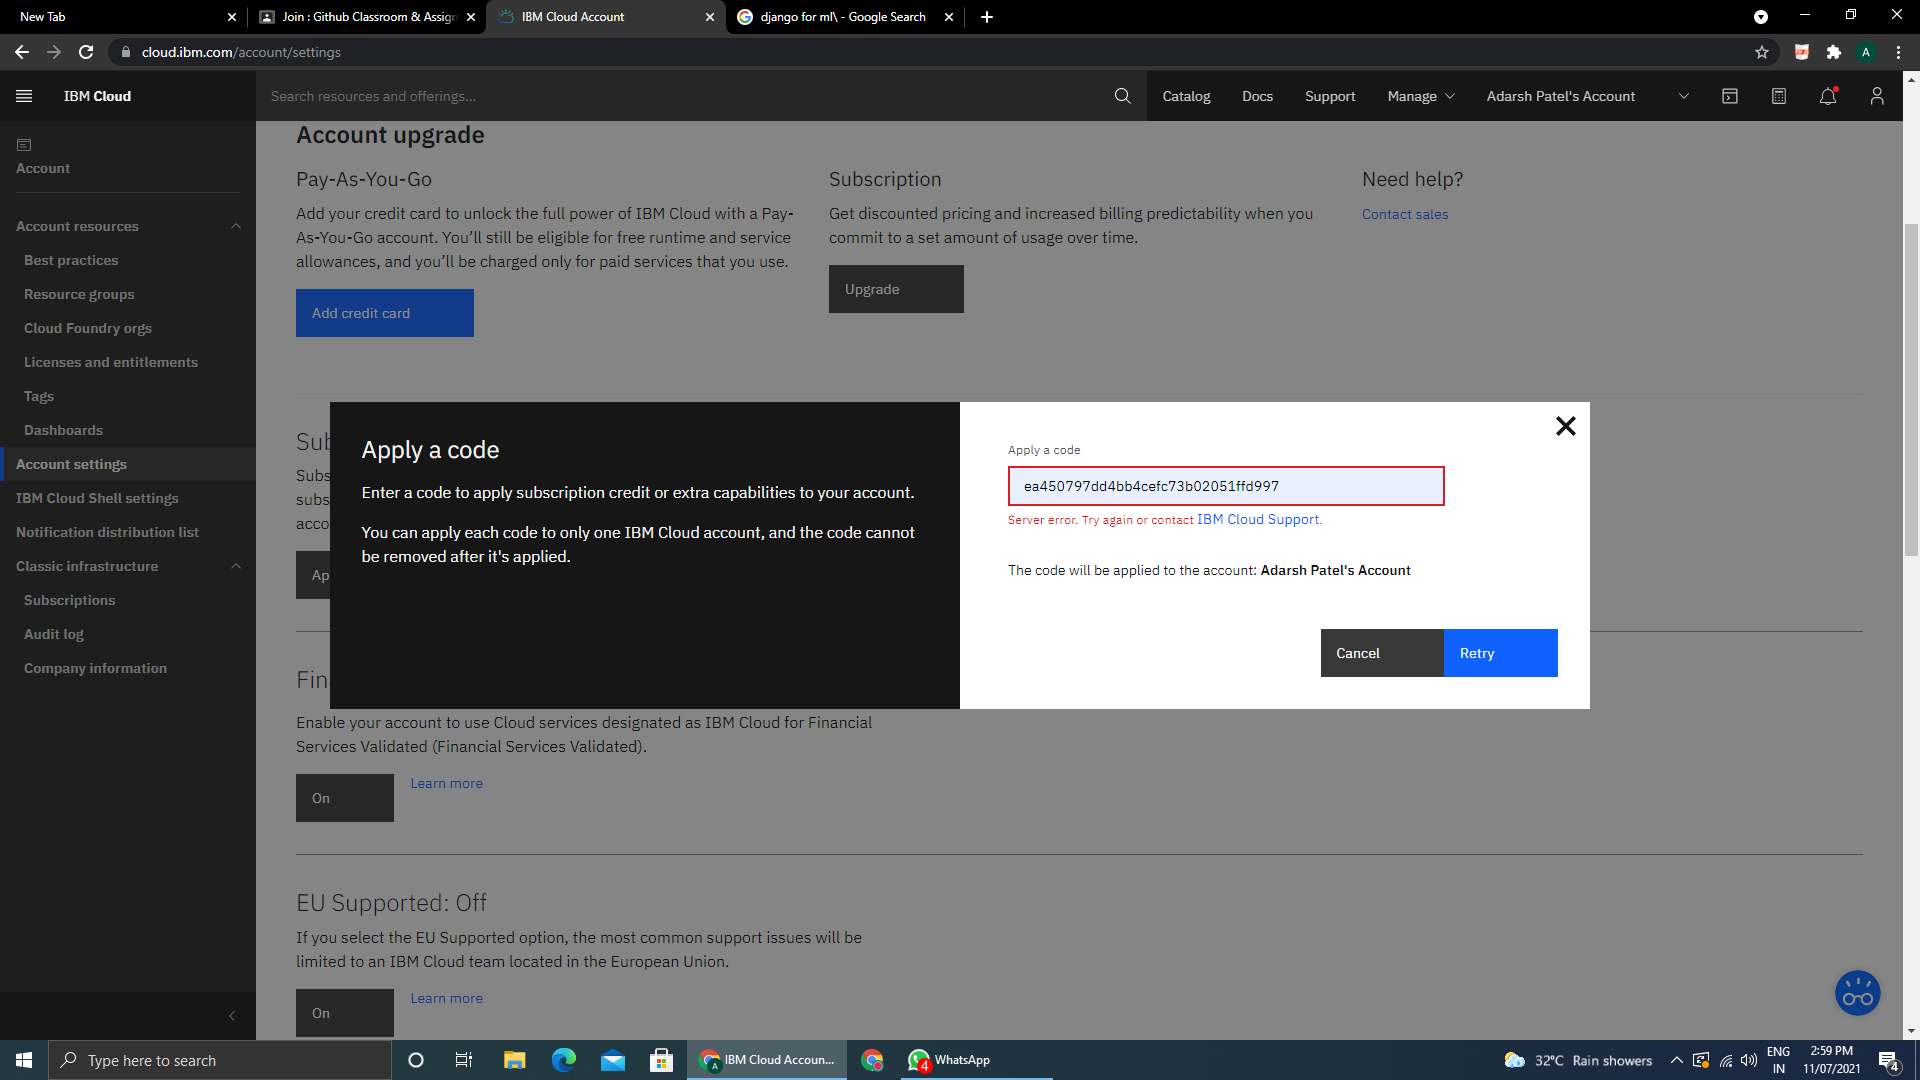 New Tab
Join : Github Classroom & Assign
IBM Cloud Account
django for ml\ - Google Search
cloud.ibm.com/account/settings
A
IBM Cloud
Search resources and offerings...
Catalog
Docs
Support
Manage
Adarsh Patel's Account
Account
Account resources
Best practices
Resource groups
Cloud Foundry orgs
Licenses and entitlements
Tags
Dashboards
Account settings
IBM Cloud Shell settings
Notification distribution list
Classic infrastructure
Subscriptions
Audit log
Company information
Account upgrade
Pay-As-You-Go
Add your credit card to unlock the full power of IBM Cloud with a Pay-
As-You-Go account. You’ll still be eligible for free runtime and service
allowances, and you’ll be charged only for paid services that you use.
Add credit card
Subscription
Get discounted pricing and increased billing predictability when you
commit to a set amount of usage over time.
Upgrade
Need help?
Contact sales
Sub
Subs
subs
acco
Ap
Apply a code
Enter a code to apply subscription credit or extra capabilities to your account.
You can apply each code to only one IBM Cloud account, and the code cannot
be removed after it's applied.
Apply a code
ea450797dd4bb4cefc73b02051ffd997
Server error. Try again or contact IBM Cloud Support.
The code will be applied to the account: Adarsh Patel's Account
Cancel
Retry
Fin
Enable your account to use Cloud services designated as IBM Cloud for Financial
Services Validated (Financial Services Validated).
On
Learn more
EU Supported: Off
If you select the EU Supported option, the most common support issues will be
limited to an IBM Cloud team located in the European Union.
On
Learn more
Type here to search
A
IBM Cloud Accoun...
4
WhatsApp
32°C Rain showers
ENG
IN
2:59 PM
11/07/2021
4